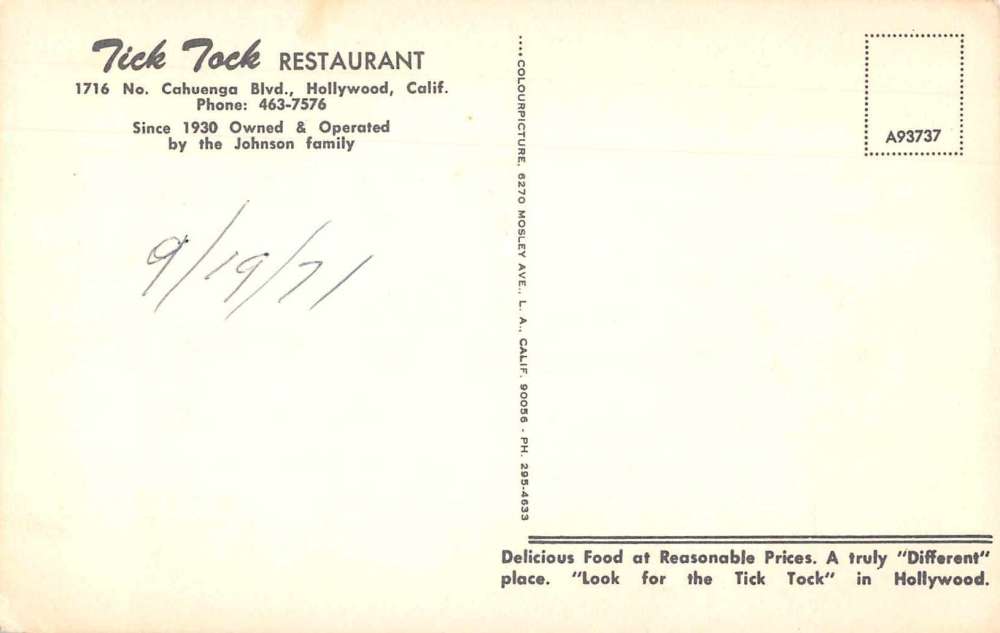 Tick Tock RESTAURANT
1716 No. Cahuenga Blvd., Hollywood, Calif.
Phone: 463-7576
Since 1930 Owned & Operated
by the Johnson family
9/19/71
....COLOURPICTURE, 6270 MOSLEY AVE., L. A., CALIF. 90056 - PH. 295-4633
A93737
Delicious Food at Reasonable Prices. A truly "Different"
place. "Look for the Tick Tock" in Hollywood.